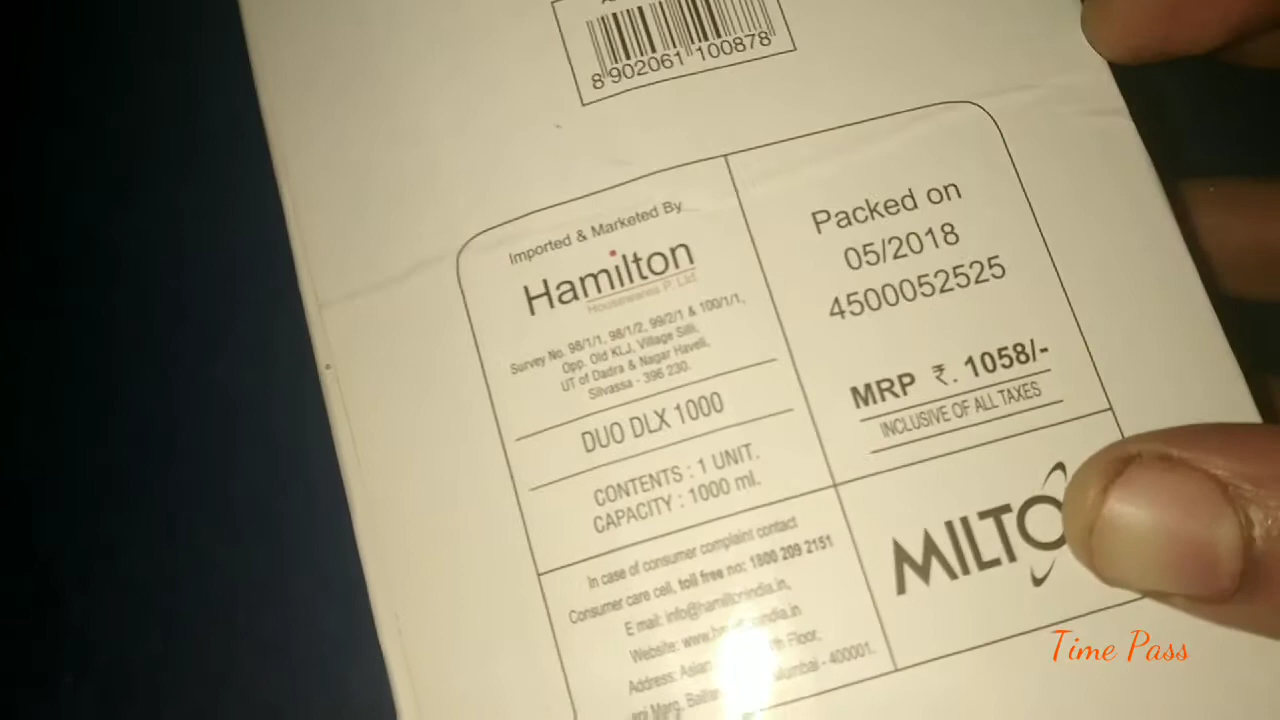 8 902061 100878
Imported & Marketed By
Hamilton
Housewares P. Ltd.
Survey No. 98/1/1, 98/1/2, 99/2/1 & 100/1/1,
Opp. Old KLJ, Village Silli,
UT of Dadra & Nagar Haveli,
Silvassa - 396 230.
DUO DLX 1000
CONTENTS : 1 UNIT.
CAPACITY : 1000 ml.
In case of consumer complaint contact
Consumer care cell, toll free no: 1800 209 2151
E mail: info@hamiltonindia.in,
Website:
Address: Asian Floor,
Marg, Mumbai - 400001.
Packed on
05/2018
4500052525
MRP ₹. 1058/-
INCLUSIVE OF ALL TAXES
MILTO
Time Pass